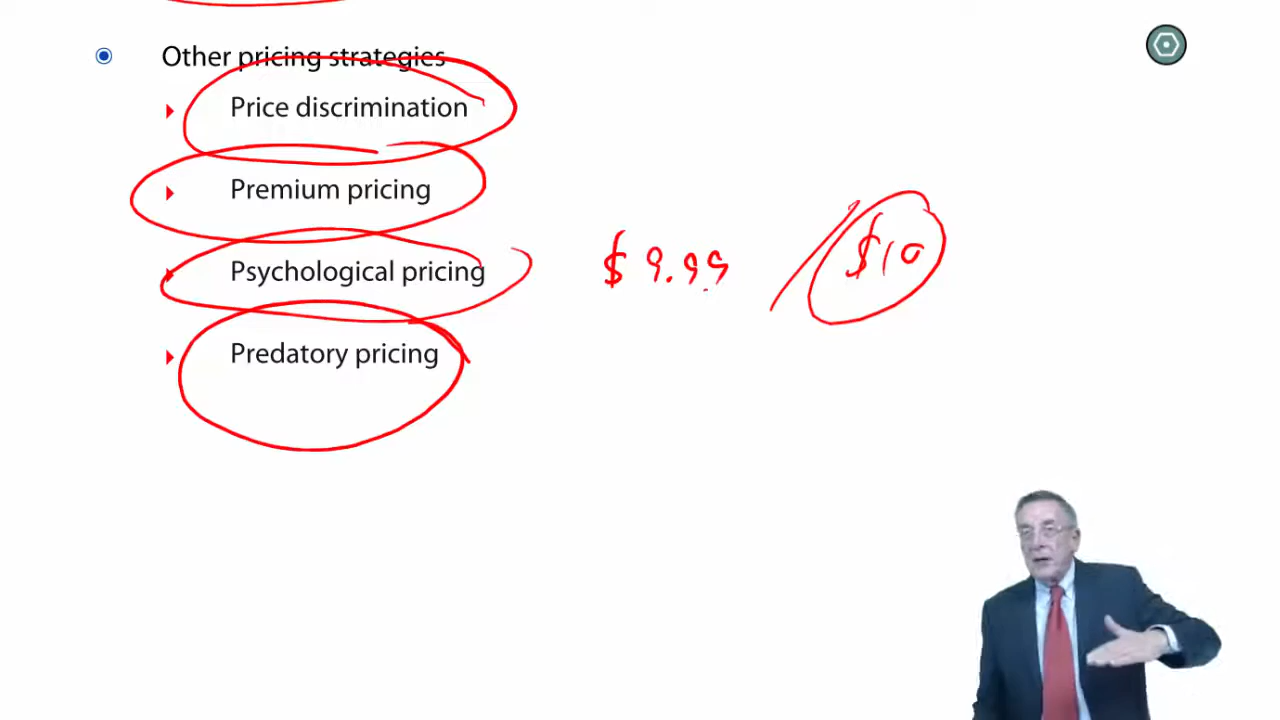 Other pricing strategies
Price discrimination
Premium pricing
Psychological pricing $9.99 / $10
Predatory pricing